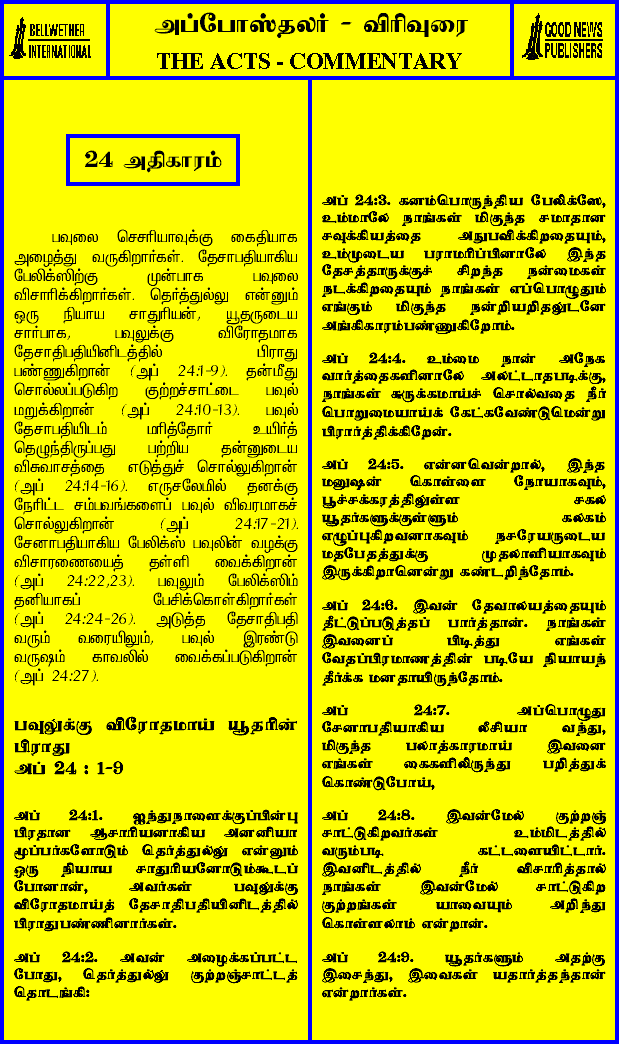 BELLWETHER
INTERNATIONAL
அப்போஸ்தலர் - விரிவுரை
THE ACTS - COMMENTARY
GOOD NEWS
PUBLISHERS
24 அதிகாரம்
பவுலை செசரியாவுக்கு கைதியாக
அழைத்து வருகிறார்கள். தேசாபதியாகிய
பேலிக்ஸிற்கு முன்பாக பவுலை
விசாரிக்கிறார்கள். தெர்த்துல்லு என்னும்
ஒரு நியாய சாதுரியன், யூதருடைய
சார்பாக, பவுலுக்கு விரோதமாக
தேசாதிபதியினிடத்தில் பிராது
பண்ணுகிறான் (அப் 24:1-9). தன்மீது
சொல்லப்படுகிற குற்றச்சாட்டை பவுல்
மறுக்கிறான் (அப் 24:10-13). பவுல்
தேசாபதியிடம் மரித்தோர் உயிர்த்
தெழுந்திருப்பது பற்றிய தன்னுடைய
விசுவாசத்தை எடுத்துச் சொல்லுகிறான்
(அப் 24:14-16). எருசலேமில் தனக்கு
நேரிட்ட சம்பவங்களைப் பவுல் விவரமாகச்
சொல்லுகிறான் (அப் 24:17-21).
சேனாபதியாகிய பேலிக்ஸ் பவுலின் வழக்கு
விசாரணையைத் தள்ளி வைக்கிறான்
(அப் 24:22,23). பவுலும் பேலிக்ஸிம்
தனியாகப் பேசிக்கொள்கிறார்கள்
(அப் 24:24-26). அடுத்த தேசாதிபதி
வரும் வரையிலும், பவுல் இரண்டு
வருஷம் காவலில் வைக்கப்படுகிறான்
(அப் 24:27).
பவுலுக்கு விரோதமாய் யூதரின்
பிராது
அப் 24 : 1-9
அப் 24:1. ஐந்துநாளைக்குப்பின்பு
பிரதான ஆசாரியனாகிய அனனியா
மூப்பர்களோடும் தெர்த்துல்லு என்னும்
ஒரு நியாய சாதுரியனோடும்கூடப்
போனான், அவர்கள் பவுலுக்கு
விரோதமாய்த் தேசாதிபதியினிடத்தில்
பிராதுபண்ணினார்கள்.
அப் 24:2. அவன் அழைக்கப்பட்ட
போது, தெர்த்துல்லு குற்றஞ்சாட்டத்
தொடங்கி:
அப் 24:3. கனம்பொருந்திய பேலிக்ஸே,
உம்மாலே நாங்கள் மிகுந்த சமாதான
சவுக்கியத்தை அநுபவிக்கிறதையும்,
உம்முடைய பராமரிப்பினாலே இந்த
தேசத்தாருக்குச் சிறந்த நன்மைகள்
நடக்கிறதையும் நாங்கள் எப்பொழுதும்
எங்கும் மிகுந்த நன்றியறிதலுடனே
அங்கிகாரம்பண்ணுகிறோம்.
அப் 24:4. உம்மை நான் அநேக
வார்த்தைகளினாலே அலட்டாதபடிக்கு,
நாங்கள் சுருக்கமாய்ச் சொல்வதை நீர்
பொறுமையாய்க் கேட்கவேண்டுமென்று
பிரார்த்திக்கிறேன்.
அப் 24:5. என்னவென்றால், இந்த
மனுஷன் கொள்ளை நோயாகவும்,
பூச்சக்கரத்திலுள்ள சகல
யூதர்களுக்குள்ளும் கலகம்
எழுப்புகிறவனாகவும் நசரேயருடைய
மதபேதத்துக்கு முதலாளியாகவும்
இருக்கிறானென்று கண்டறிந்தோம்.
அப் 24:6. இவன் தேவாலயத்தையும்
தீட்டுப்படுத்தப் பார்த்தான். நாங்கள்
இவனைப் பிடித்து எங்கள்
வேதப்பிரமாணத்தின் படியே நியாயந்
தீர்க்க மனதாயிருந்தோம்.
அப் 24:7. அப்பொழுது
சேனாபதியாகிய லீசியா வந்து,
மிகுந்த பலாத்காரமாய் இவனை
எங்கள் கைகளிலிருந்து பறித்துக்
கொண்டுபோய்,
அப் 24:8. இவன்மேல் குற்றஞ்
சாட்டுகிறவர்கள் உம்மிடத்தில்
வரும்படி கட்டளையிட்டார்.
இவனிடத்தில் நீர் விசாரித்தால்
நாங்கள் இவன்மேல் சாட்டுகிற
குற்றங்கள் யாவையும் அறிந்து
கொள்ளலாம் என்றான்.
அப் 24:9. யூதர்களும் அதற்கு
இசைந்து, இவைகள் யதார்த்தந்தான்
என்றார்கள்.